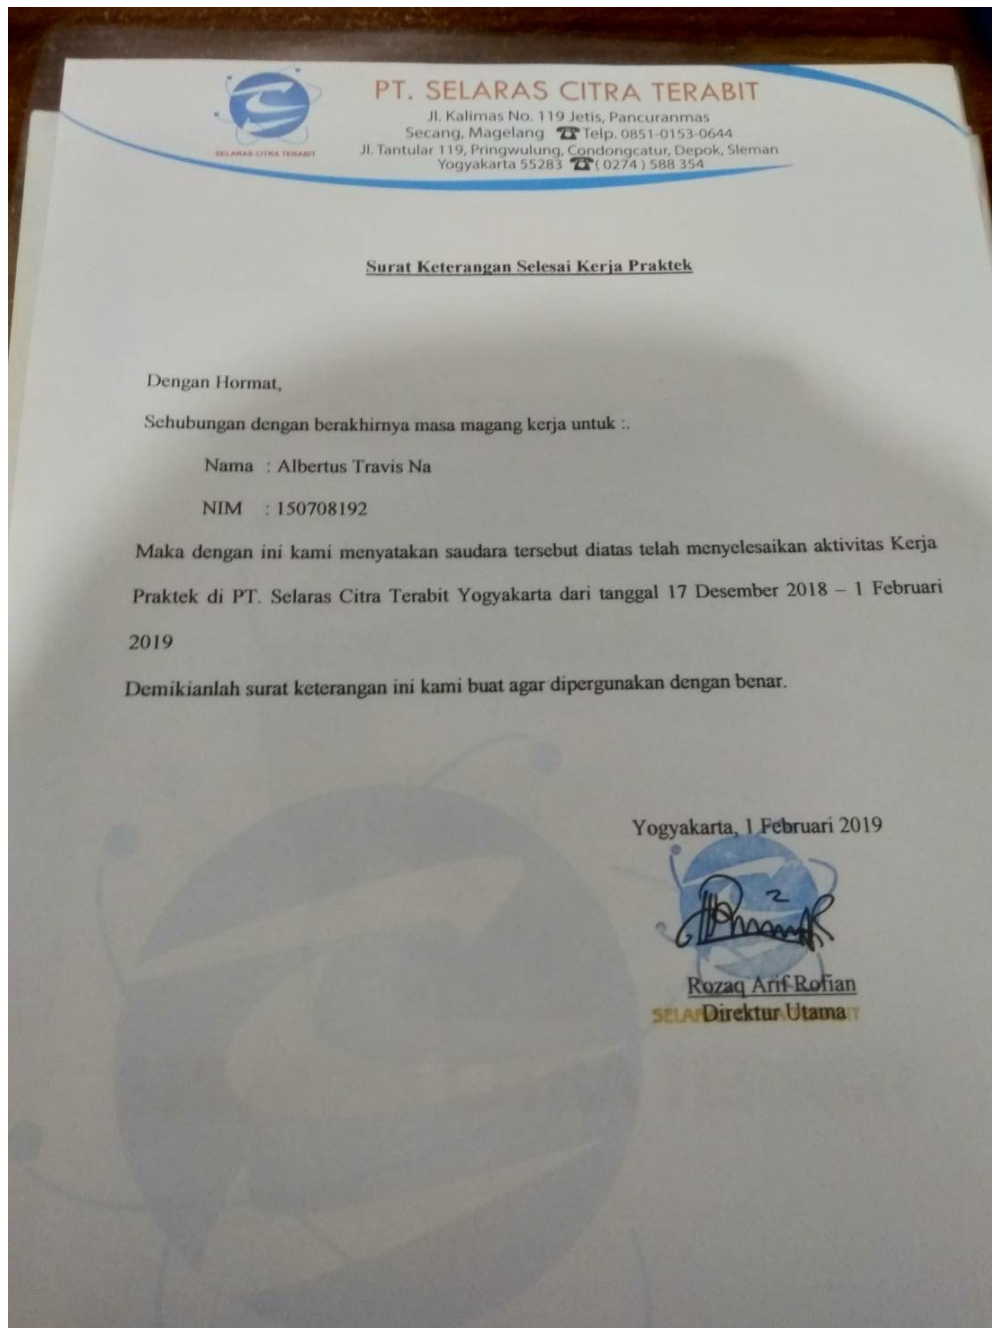 SELARAS CITRA TERABIT
PT. SELARAS CITRA TERABIT
Jl. Kalimas No. 119 Jetis, Pancuranmas
Secang, Magelang ☎ Telp. 0851-0153-0644
Jl. Tantular 119, Pringwulung, Condongcatur, Depok, Sleman
Yogyakarta 55283 ☎ ( 0274 ) 588 354
Surat Keterangan Selesai Kerja Praktek
Dengan Hormat,
Sehubungan dengan berakhirnya masa magang kerja untuk :.
Nama : Albertus Travis Na
NIM : 150708192
Maka dengan ini kami menyatakan saudara tersebut diatas telah menyelesaikan aktivitas Kerja
Praktek di PT. Selaras Citra Terabit Yogyakarta dari tanggal 17 Desember 2018 – 1 Februari
2019
Demikianlah surat keterangan ini kami buat agar dipergunakan dengan benar.
Yogyakarta, 1 Februari 2019
Rozaq Arif Rofian
Direktur Utama